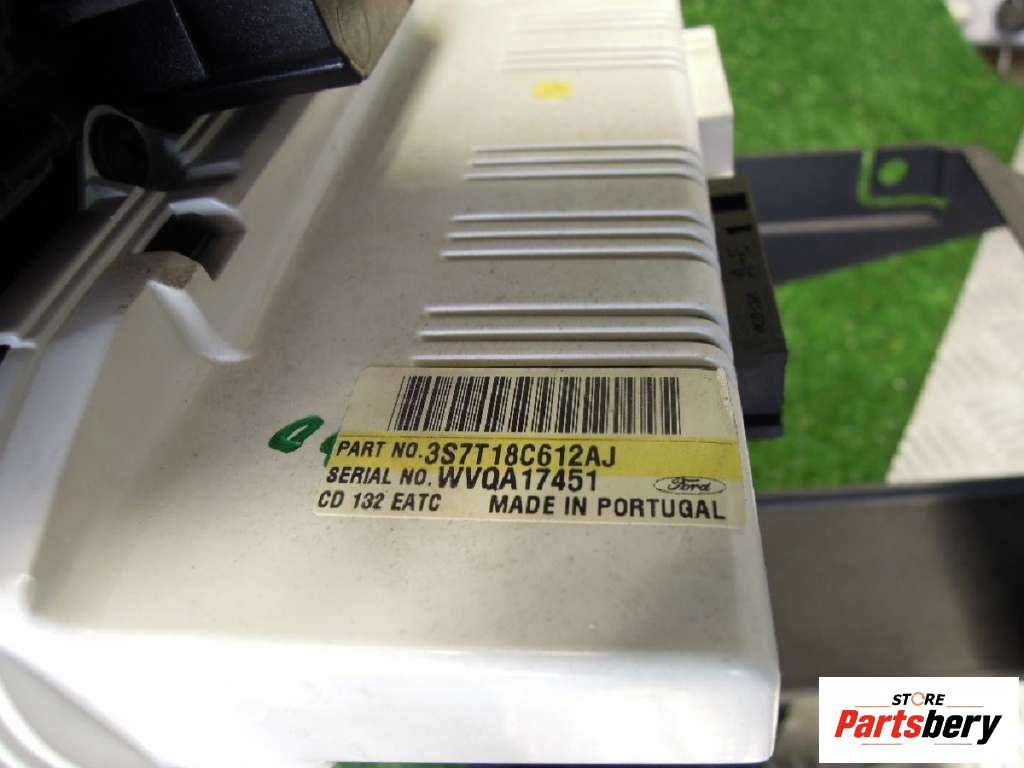 PART NO. 3S7T18C612AJ
SERIAL NO. WVQA17451
Ford
CD 132 EATC MADE IN PORTUGAL
STORE
Partsbery